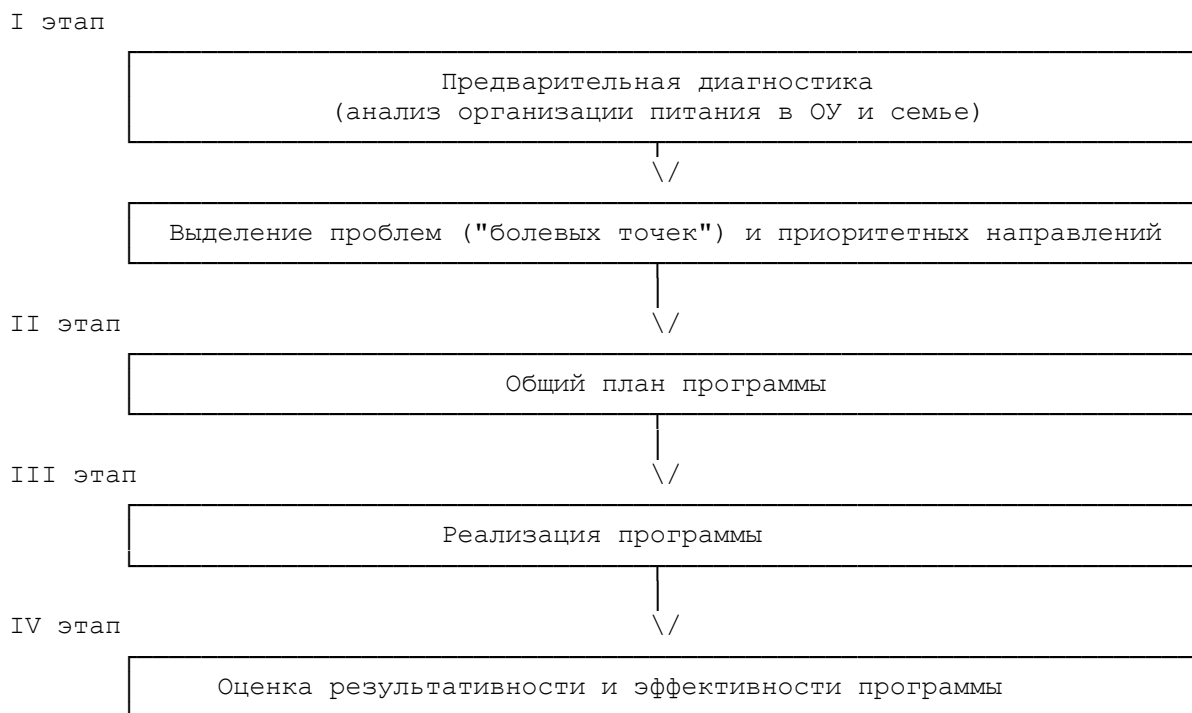 I этап
Предварительная диагностика
(анализ организации питания в ОУ и семье)
Выделение проблем ("болевых точек") и приоритетных направлений
II этап
Общий план программы
III этап
Реализация программы
IV этап
Оценка результативности и эффективности программы